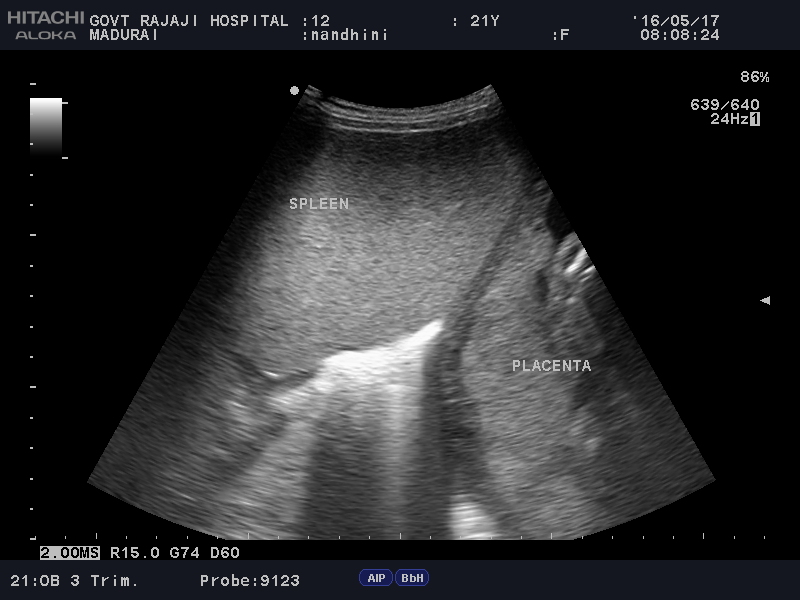 HITACHI ALOKA
GOVT RAJAJI HOSPITAL :12 : 21Y '16/05/17
MADURAI :nandhini :F 08:08:24
86%
639/640
24Hz 1
SPLEEN
PLACENTA
2.00MS R15.0 G74 D60
21:OB 3 Trim. Probe:9123 AIP BbH